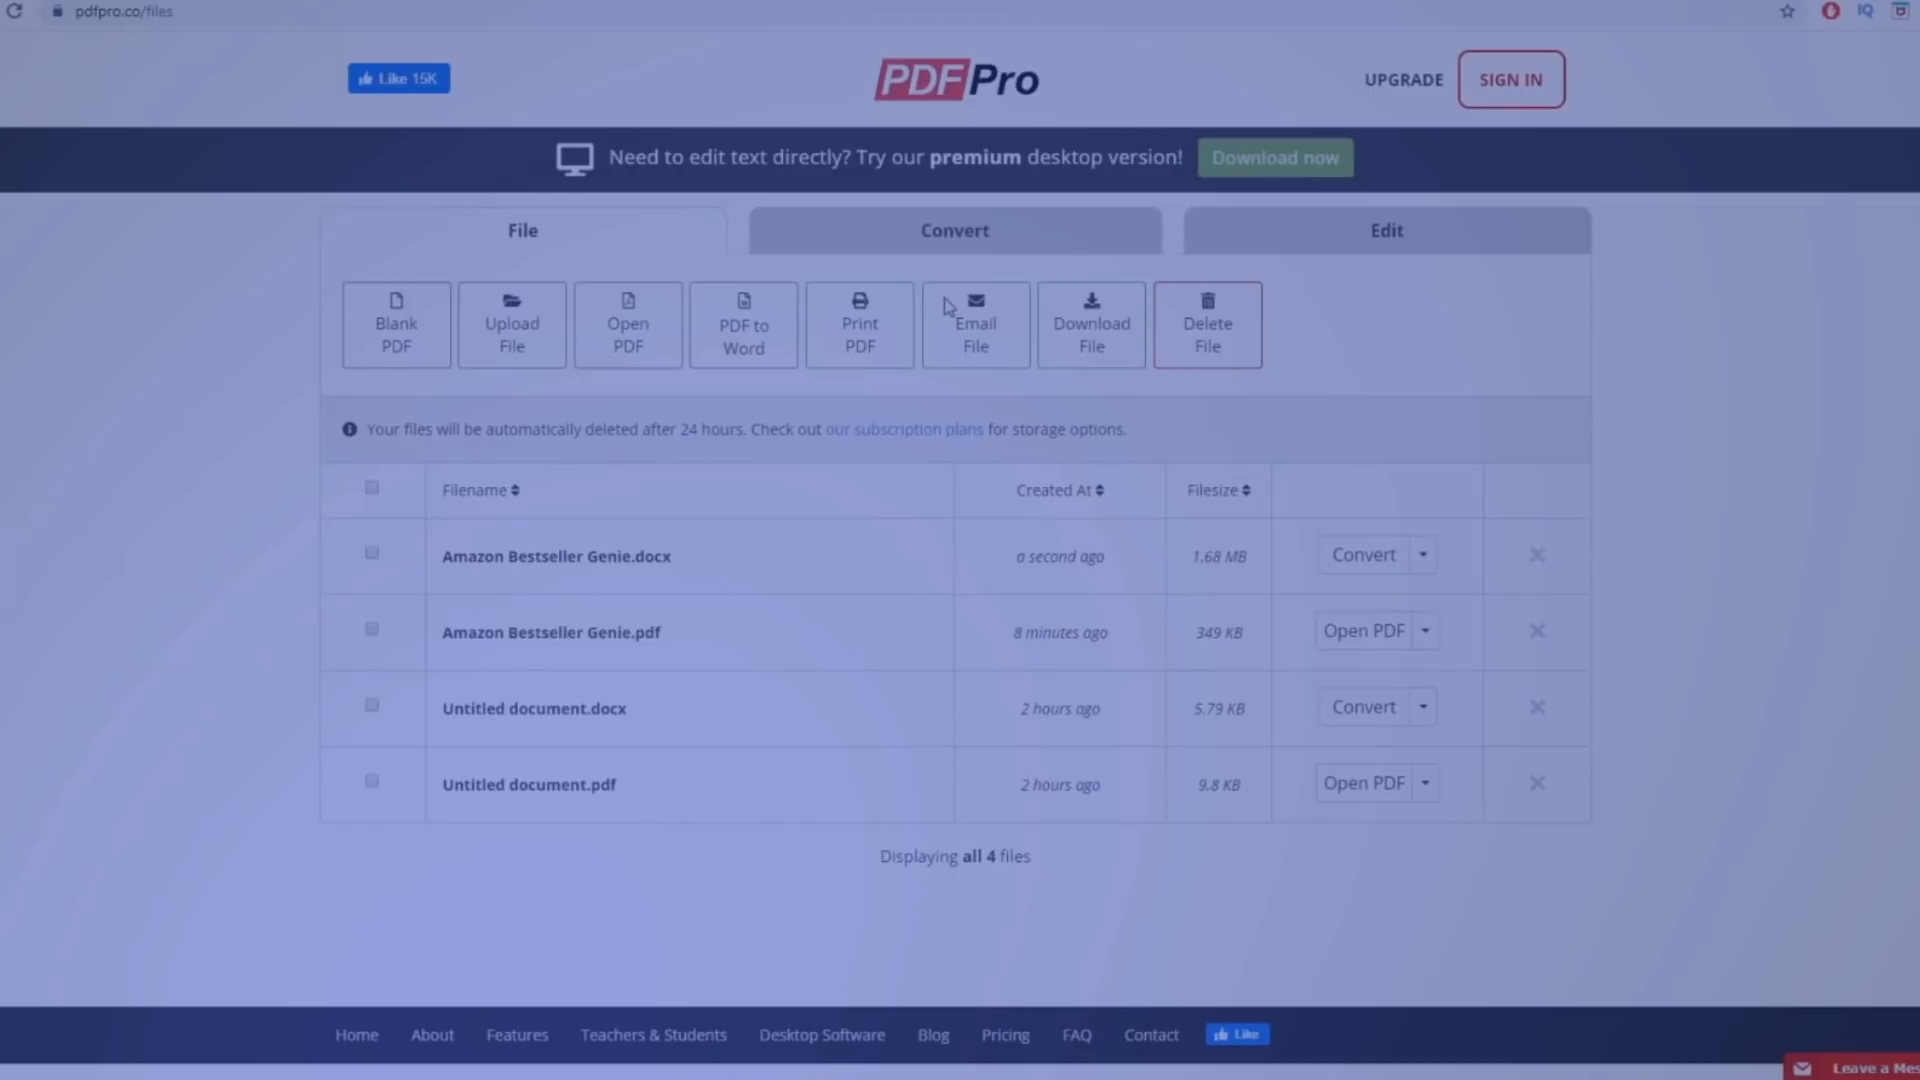 pdfpro.co/files
IQ
Like 15K
PDFPro
UPGRADE
SIGN IN
Need to edit text directly? Try our premium desktop version!
Download now
File
Convert
Edit
Blank
PDF
Upload
File
Open
PDF
PDF to
Word
Print
PDF
Email
File
Download
File
Delete
File
Your files will be automatically deleted after 24 hours. Check out our subscription plans for storage options.
Filename
Created At
Filesize
Amazon Bestseller Genie.docx
a second ago
1.68 MB
Convert
Amazon Bestseller Genie.pdf
8 minutes ago
349 KB
Open PDF
Untitled document.docx
2 hours ago
5.79 KB
Convert
Untitled document.pdf
2 hours ago
9.8 KB
Open PDF
Displaying all 4 files
Home
About
Features
Teachers & Students
Desktop Software
Blog
Pricing
FAQ
Contact
Like
Leave a Mes